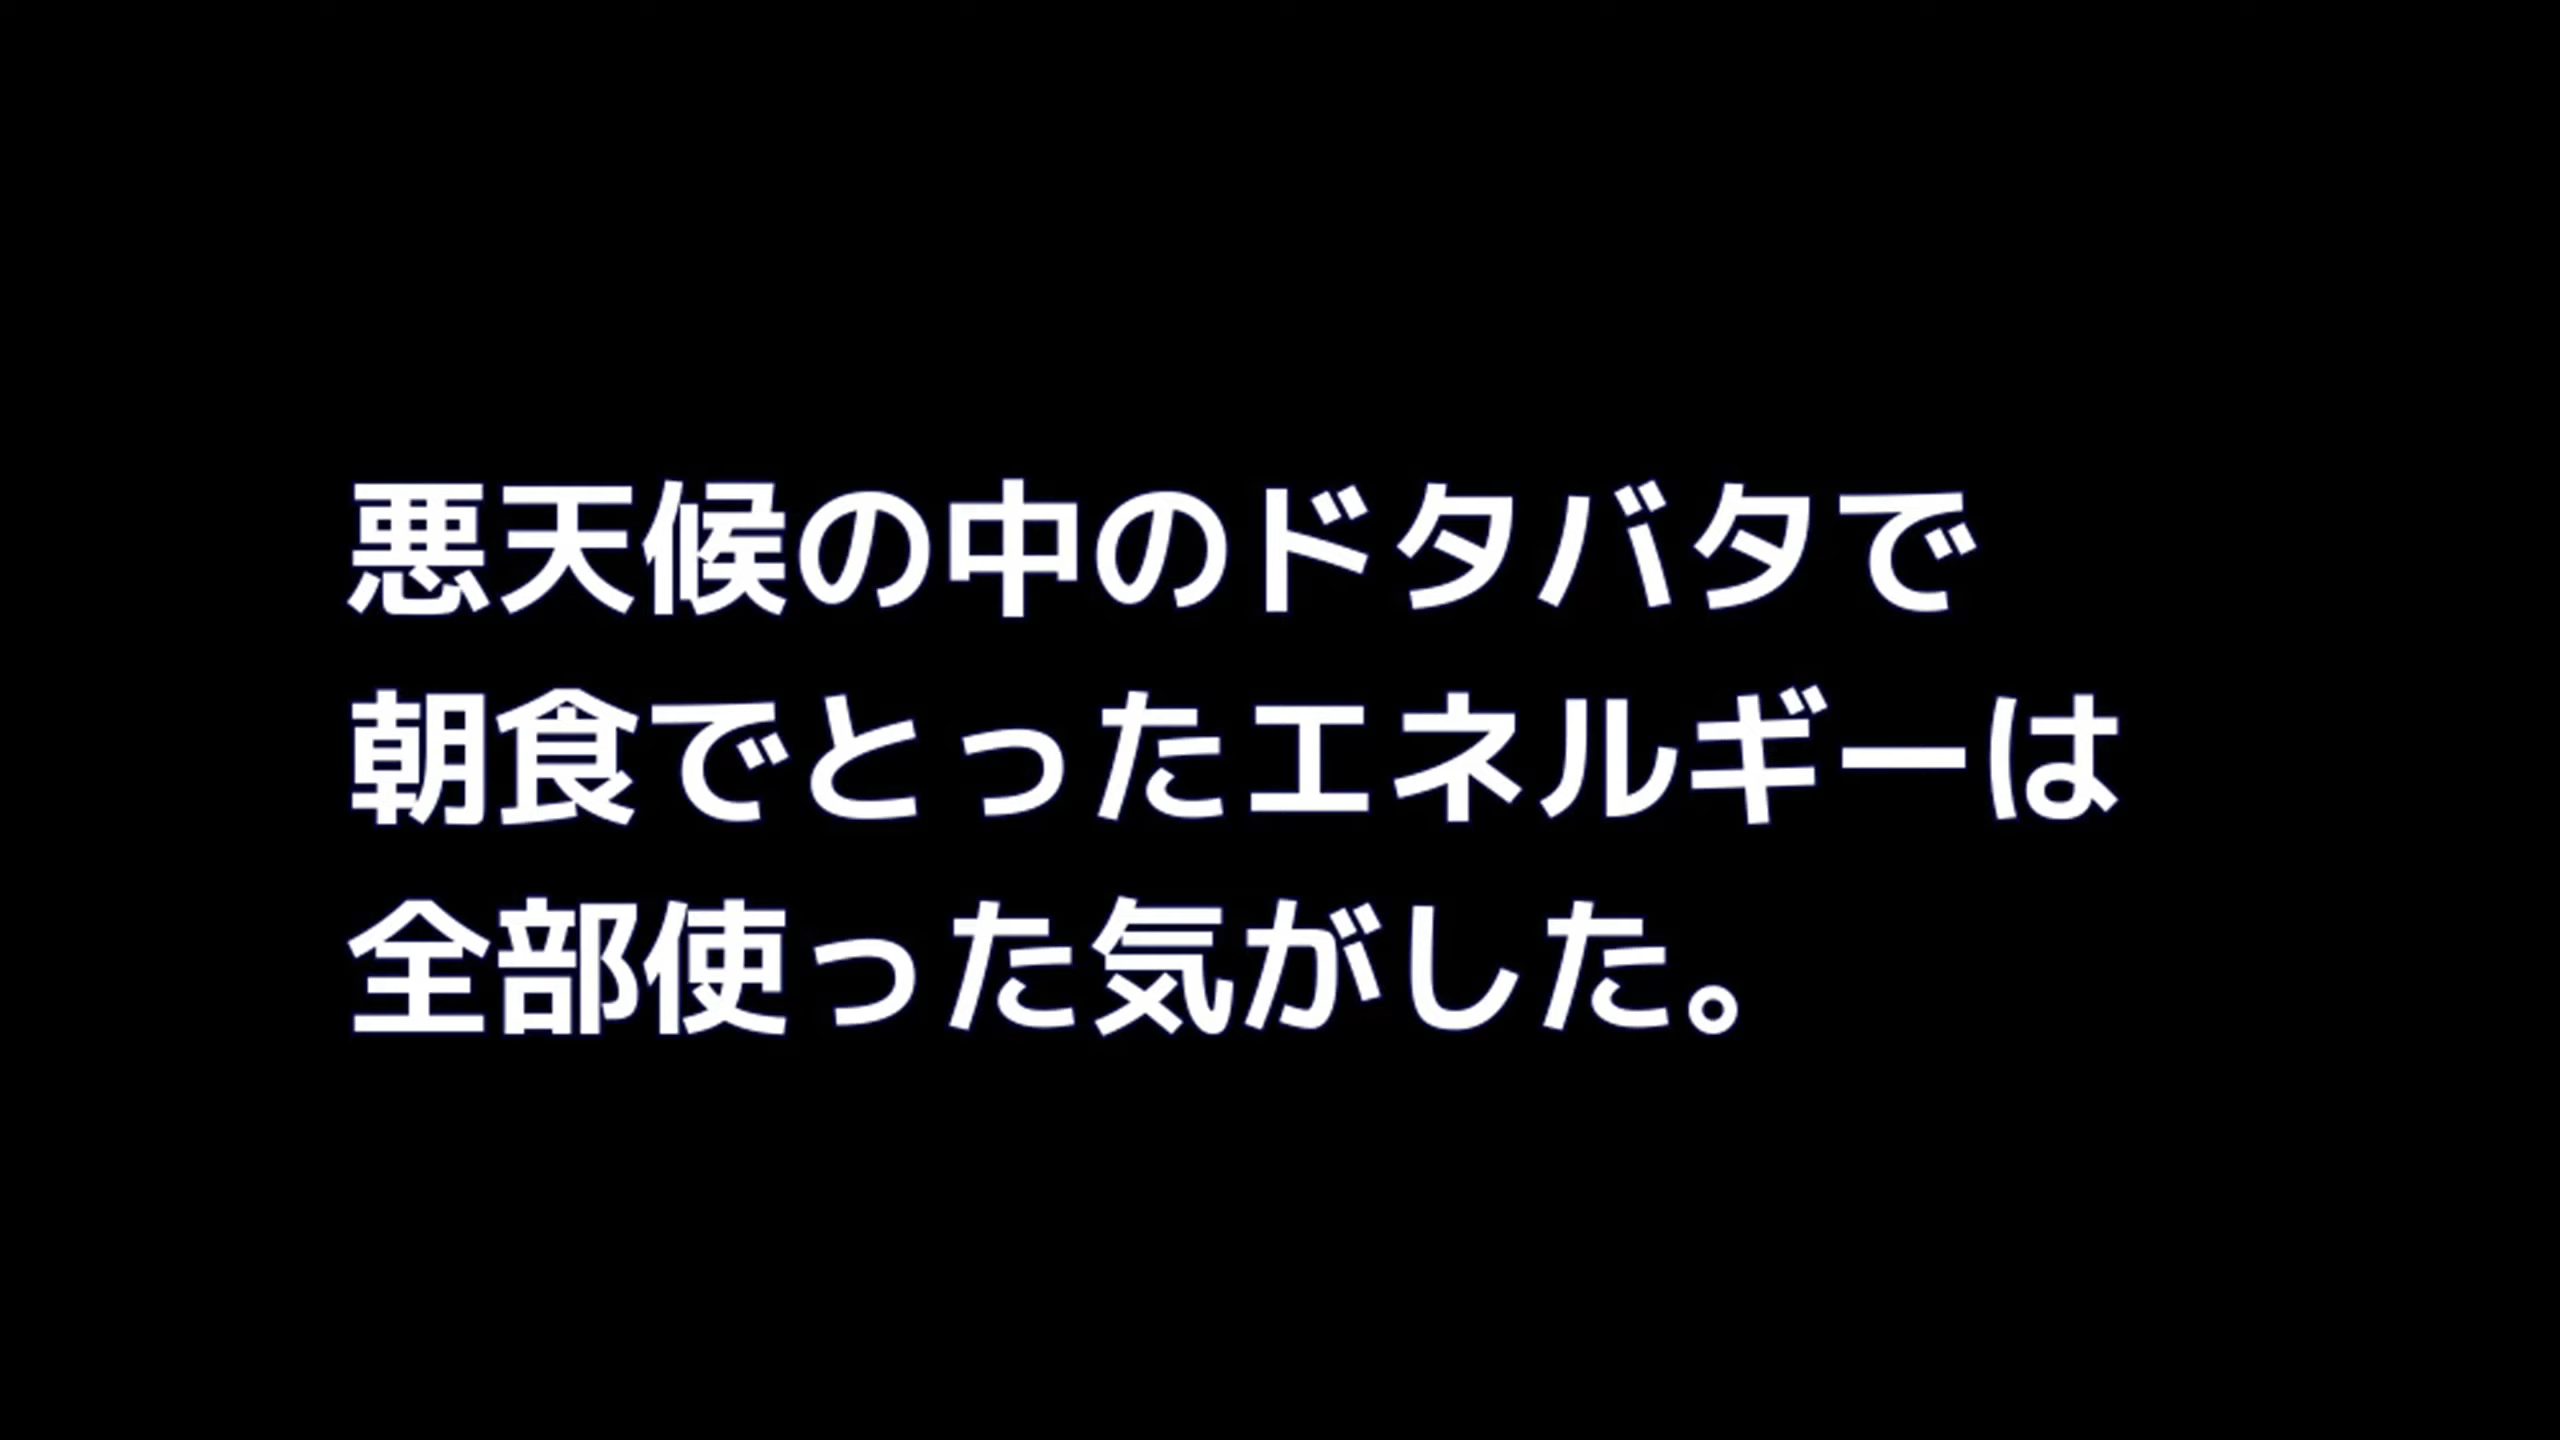 悪天候の中のドタバタで
朝食でとったエネルギーは
全部使った気がした。